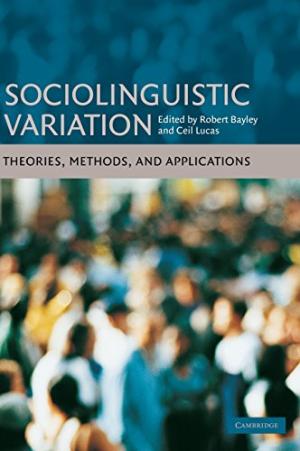 SOCIOLINGUISTIC
VARIATION
Edited by Robert Bayley
and Ceil Lucas
THEORIES, METHODS, AND APPLICATIONS
CAMBRIDGE